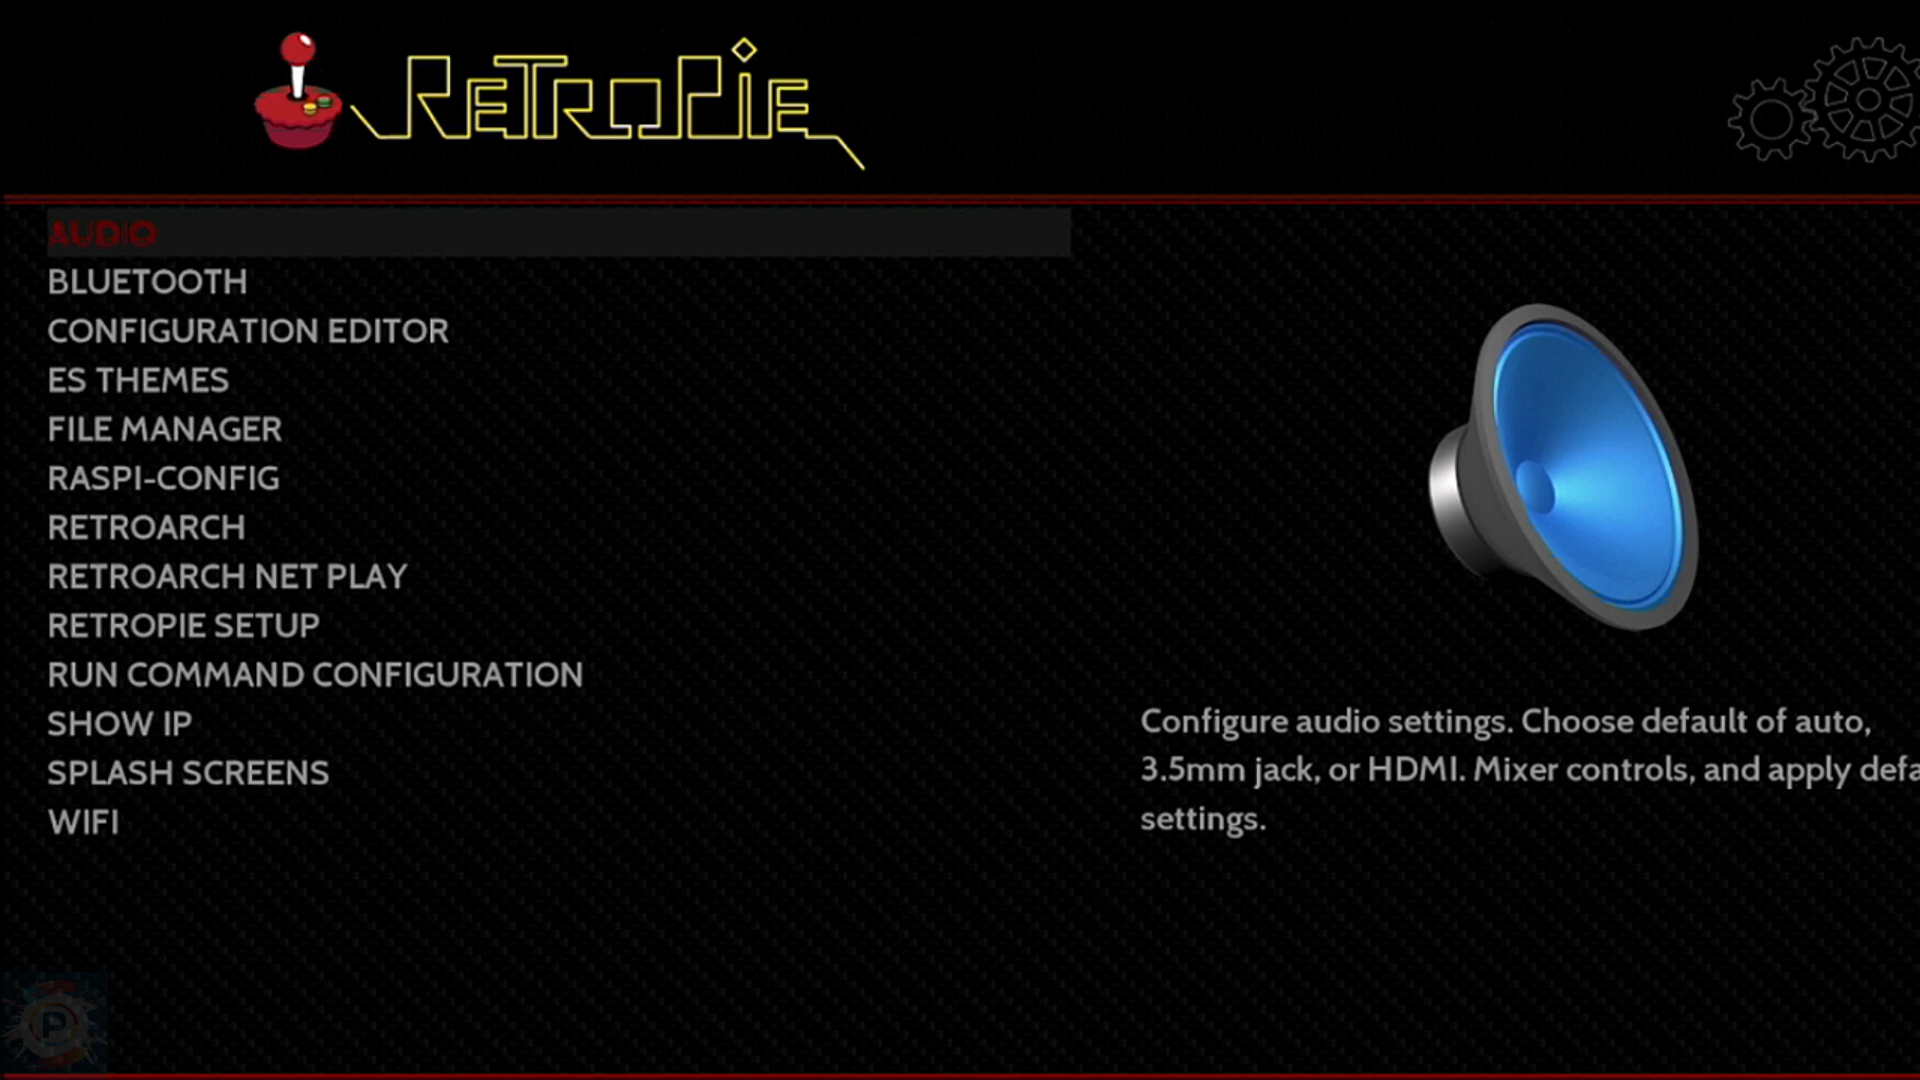 RETROPIE
AUDIO
BLUETOOTH
CONFIGURATION EDITOR
ES THEMES
FILE MANAGER
RASPI-CONFIG
RETROARCH
RETROARCH NET PLAY
RETROPIE SETUP
RUN COMMAND CONFIGURATION
SHOW IP
SPLASH SCREENS
WIFI
Configure audio settings. Choose default of auto,
3.5mm jack, or HDMI. Mixer controls, and apply defa
settings.
P